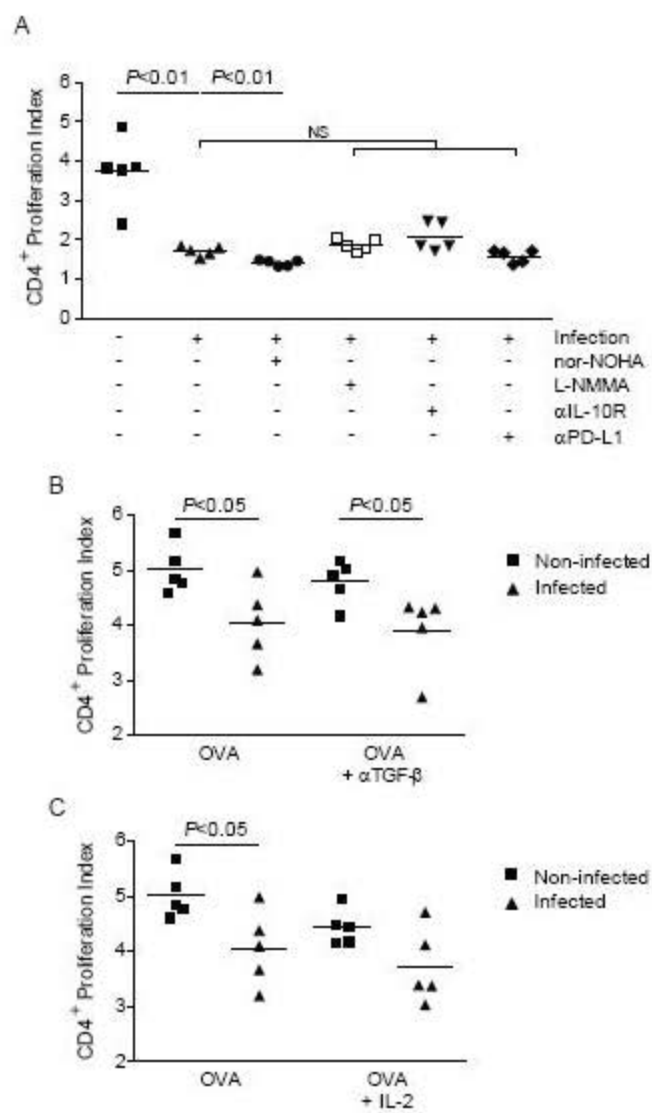 A
P<0.01 P<0.01
NS
CD4+ Proliferation Index
6
5
4
3
2
1
0
- + + + + + Infection
- - + - - - nor-NOHA
- - - + - - L-NMMA
- - - - + - αIL-10R
- - - - - + αPD-L1
B
P<0.05 P<0.05
CD4+ Proliferation Index
6
5
4
3
2
Non-infected
Infected
OVA OVA
+ αTGF-β
C
P<0.05
CD4+ Proliferation Index
6
5
4
3
2
Non-infected
Infected
OVA OVA
+ IL-2